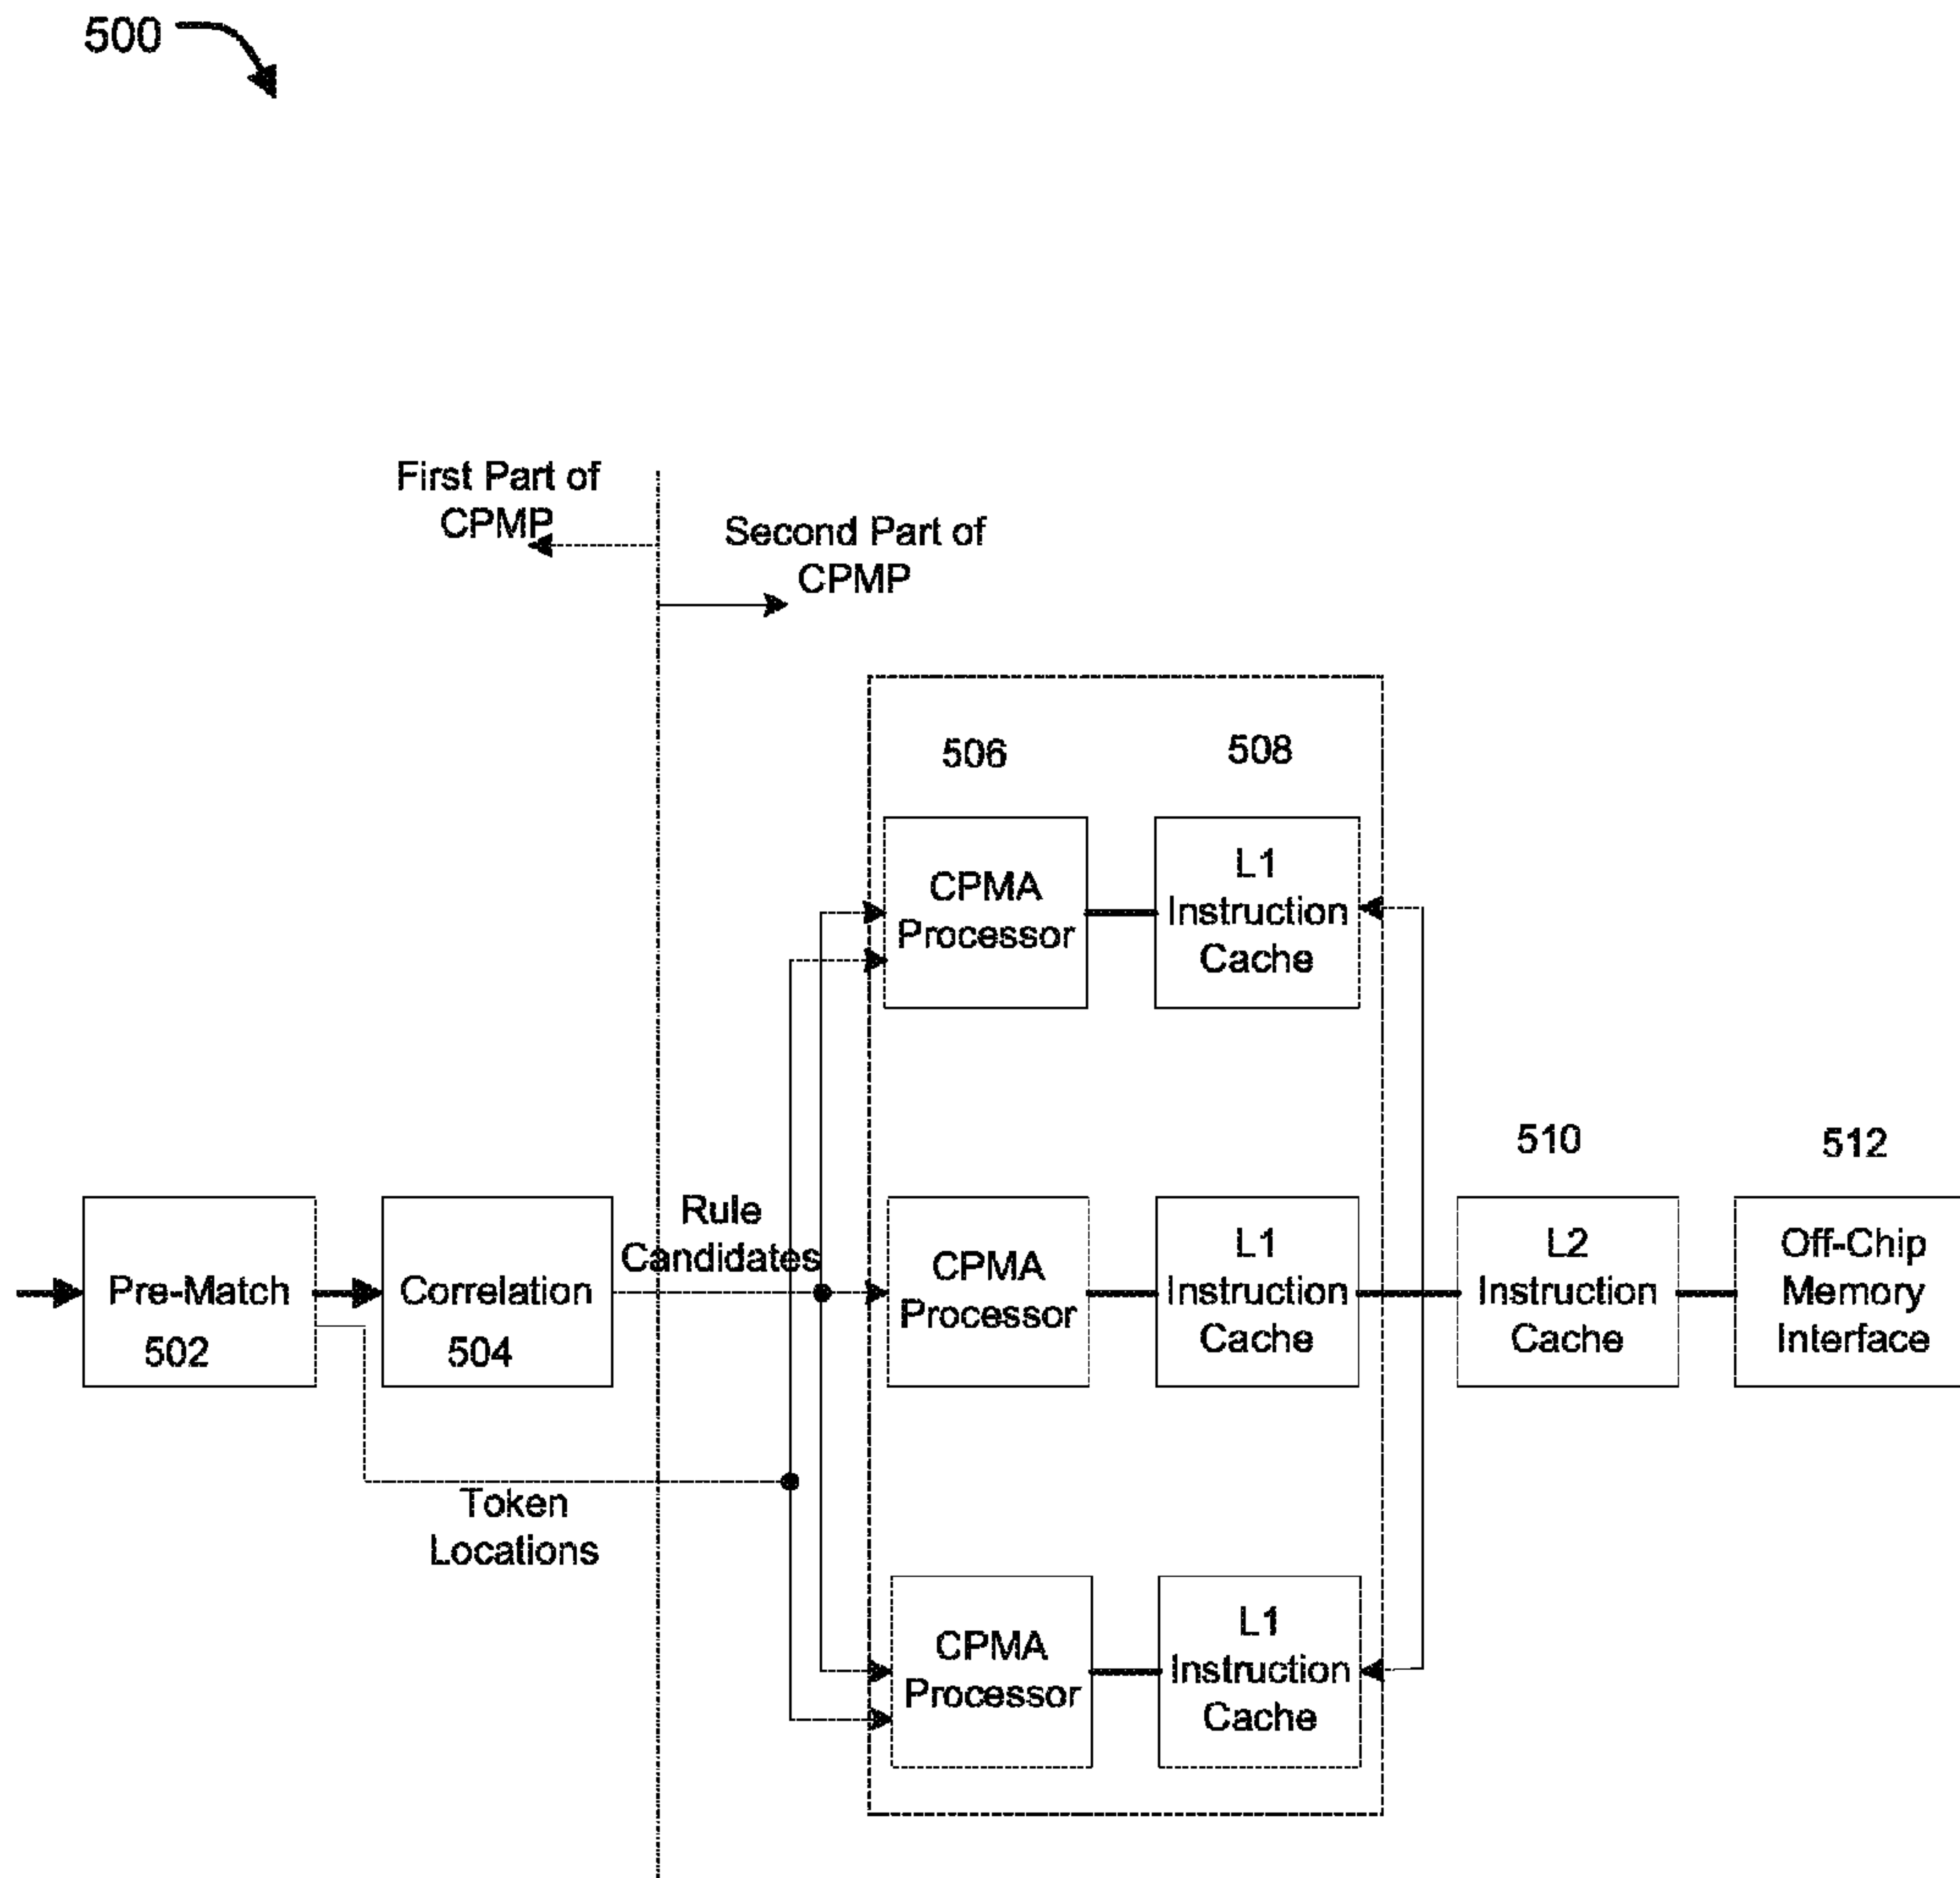 500
First Part of
CPMP
Second Part of
CPMP
506
508
CPMA
Processor
L1
Instruction
Cache
510
512
Pre-Match
502
Correlation
504
Rule
Candidates
CPMA
Processor
L1
Instruction
Cache
L2
Instruction
Cache
Off-Chip
Memory
Interface
Token
Locations
CPMA
Processor
L1
Instruction
Cache